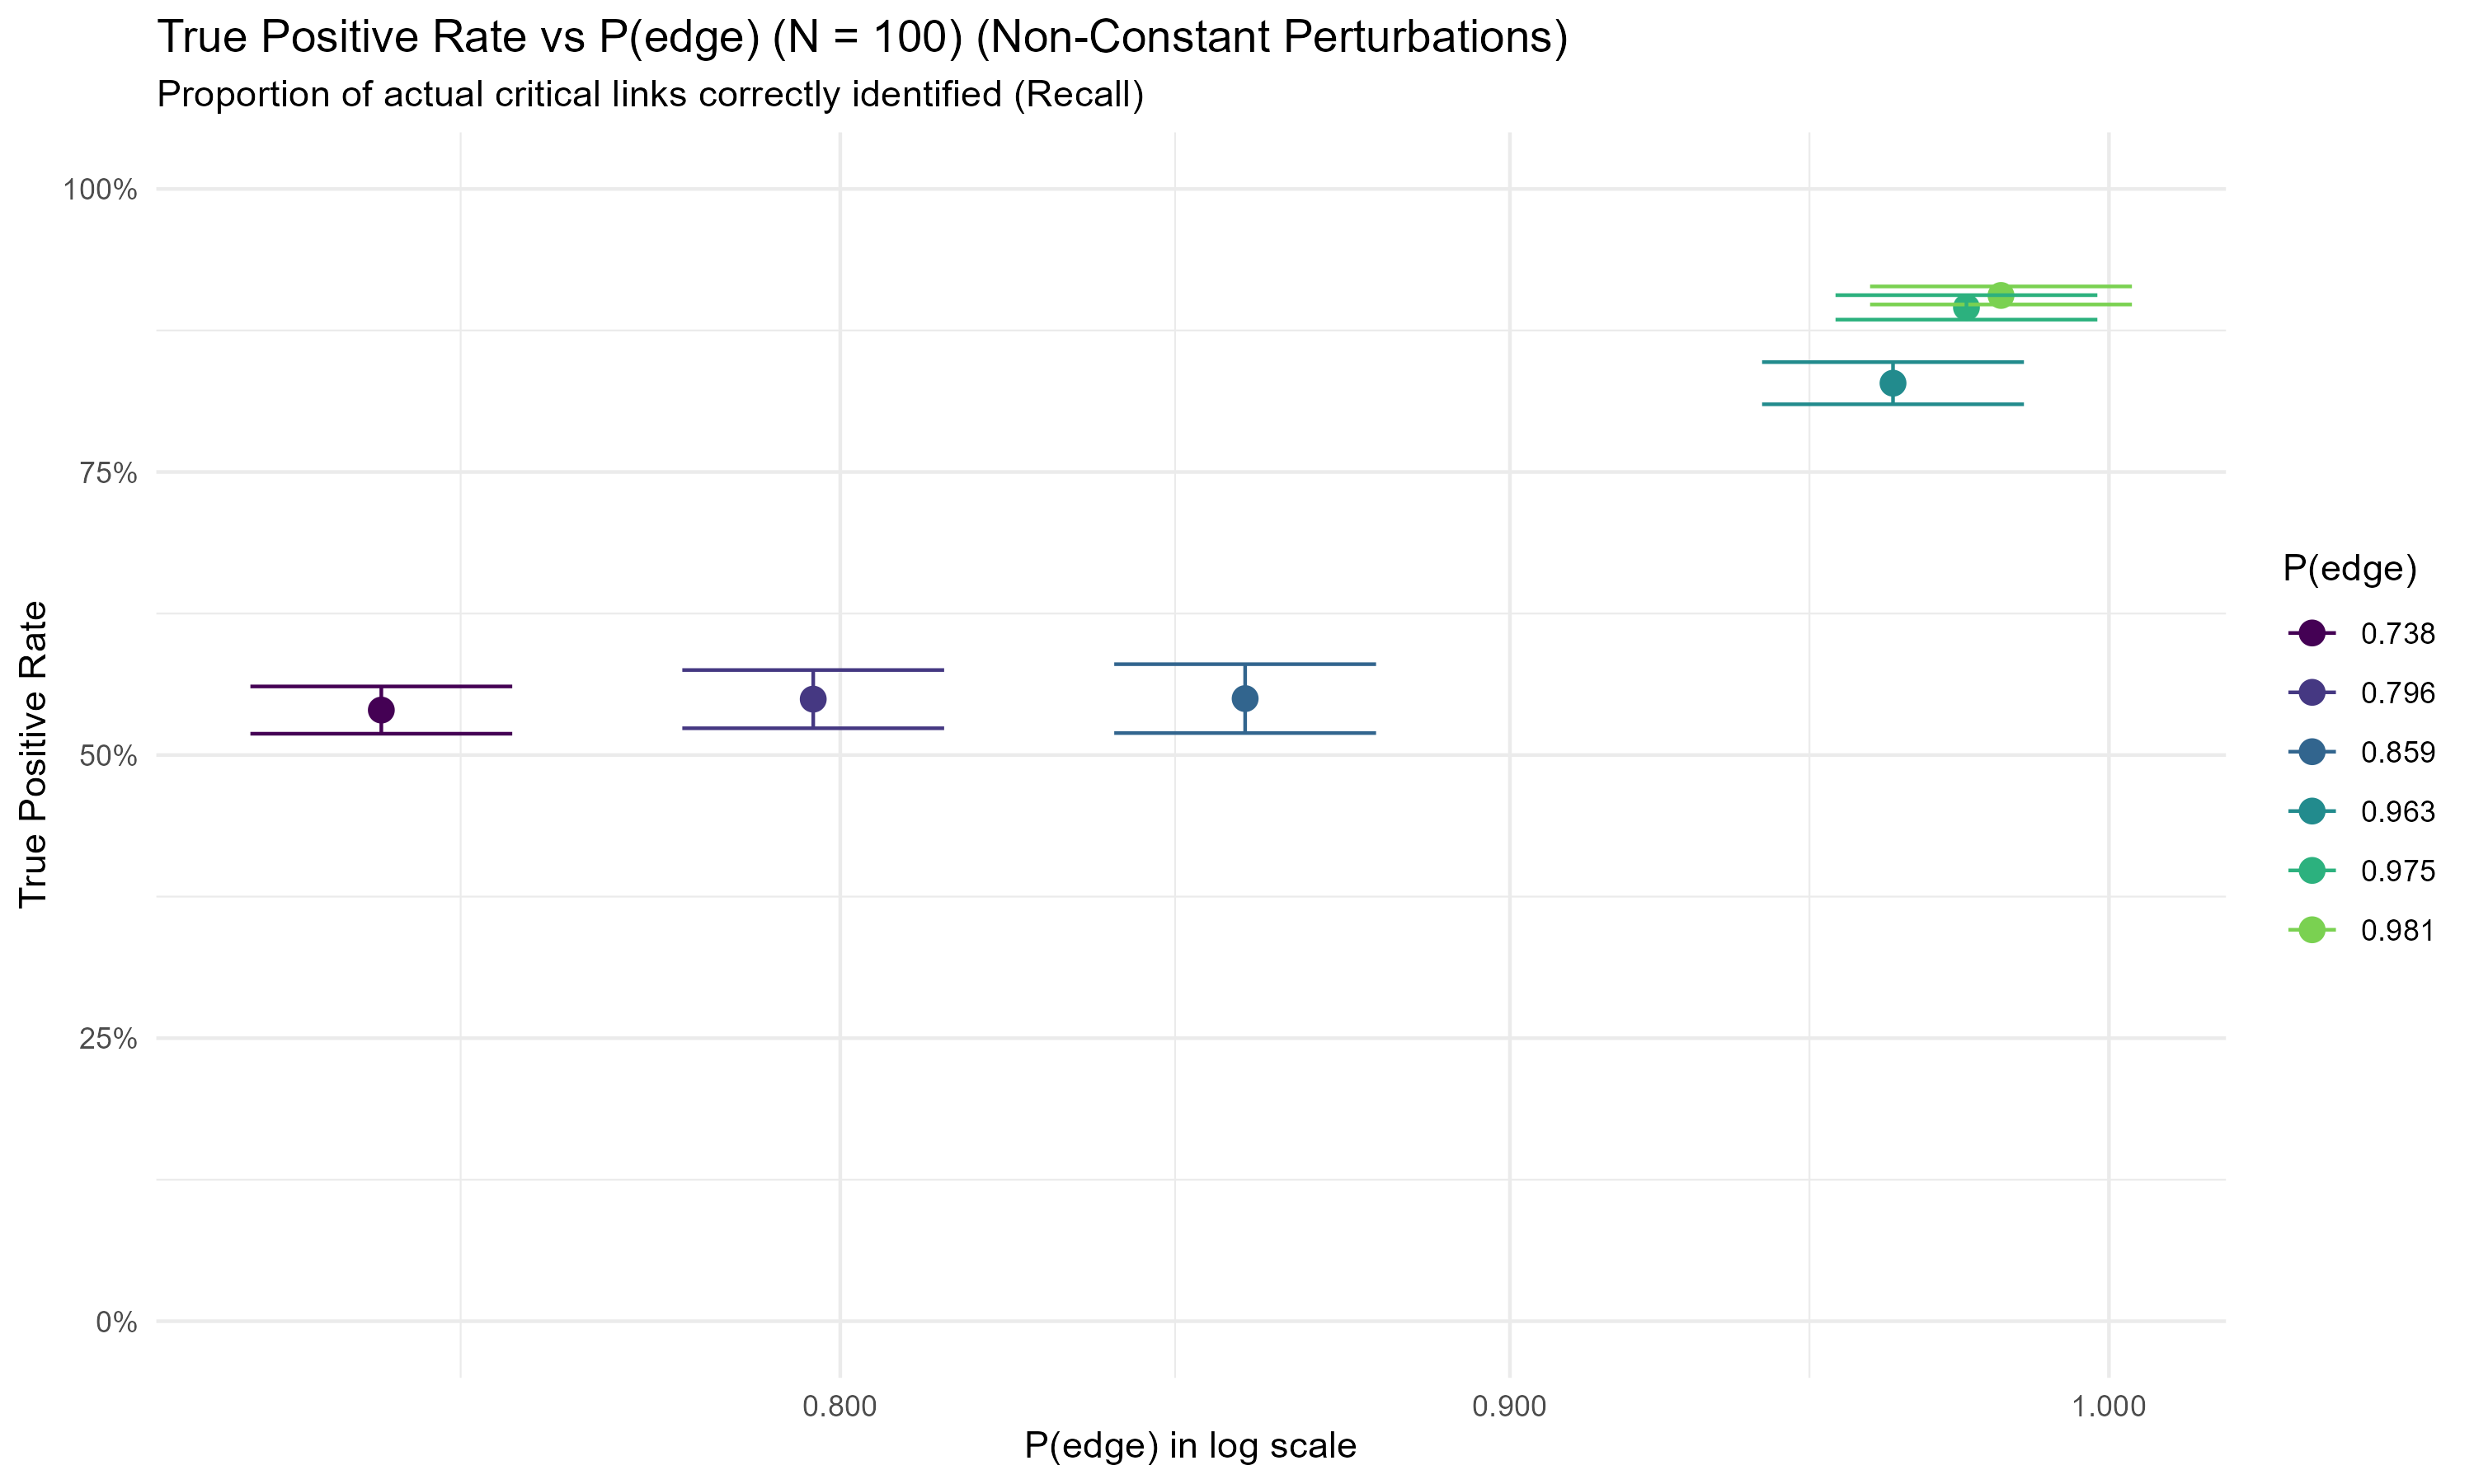 True Positive Rate vs P(edge) (N = 100) (Non-Constant Perturbations)
Proportion of actual critical links correctly identified (Recall)
True Positive Rate
100%
75%
50%
25%
0%
0.800
0.900
1.000
P(edge) in log scale
P(edge)
0.738
0.796
0.859
0.963
0.975
0.981